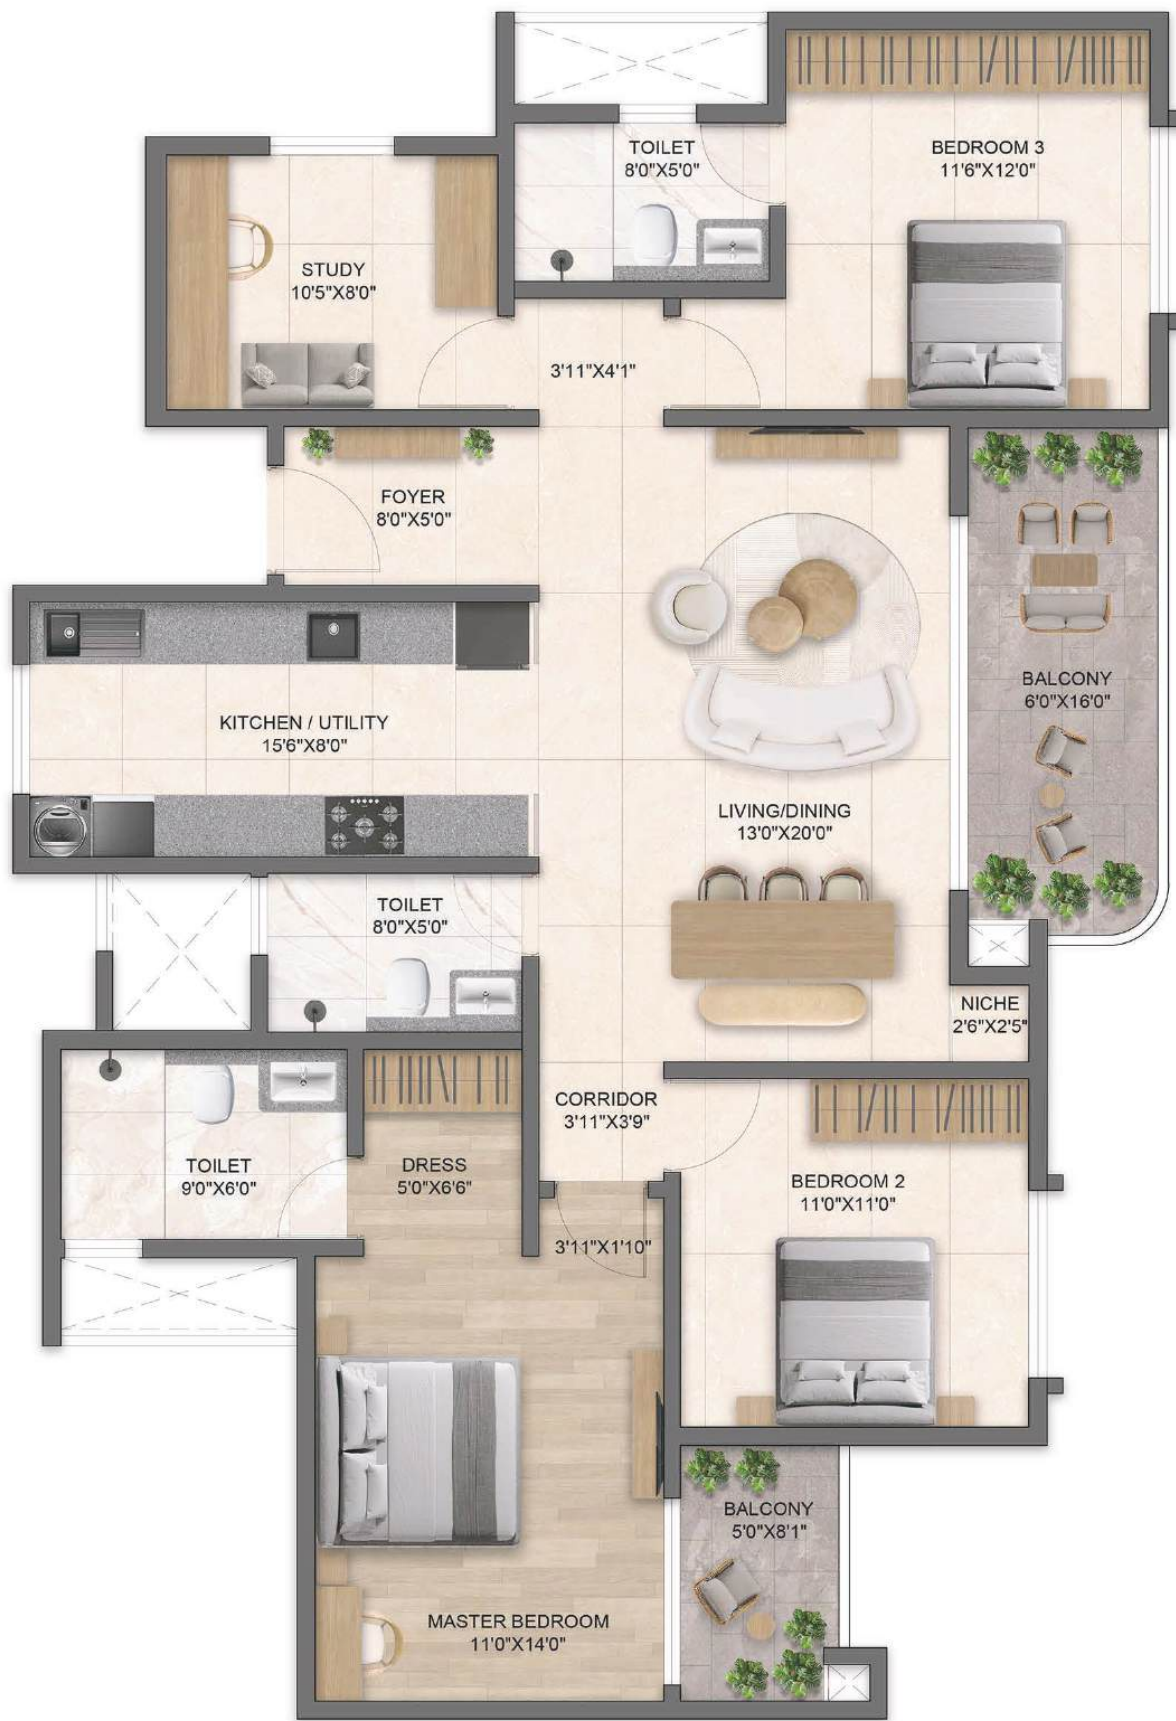 TOILET
8'0"X5'0"
BEDROOM 3
11'6"X12'0"
STUDY
10'5"X8'0"
3'11"X4'1"
FOYER
8'0"X5'0"
BALCONY
6'0"X16'0"
KITCHEN / UTILITY
15'6"X8'0"
LIVING/DINING
13'0"X20'0"
TOILET
8'0"X5'0"
NICHE
2'6"X2'5"
CORRIDOR
3'11"X3'9"
TOILET
9'0"X6'0"
DRESS
5'0"X6'6"
BEDROOM 2
11'0"X11'0"
3'11"X1'10"
BALCONY
5'0"X8'1"
MASTER BEDROOM
11'0"X14'0"